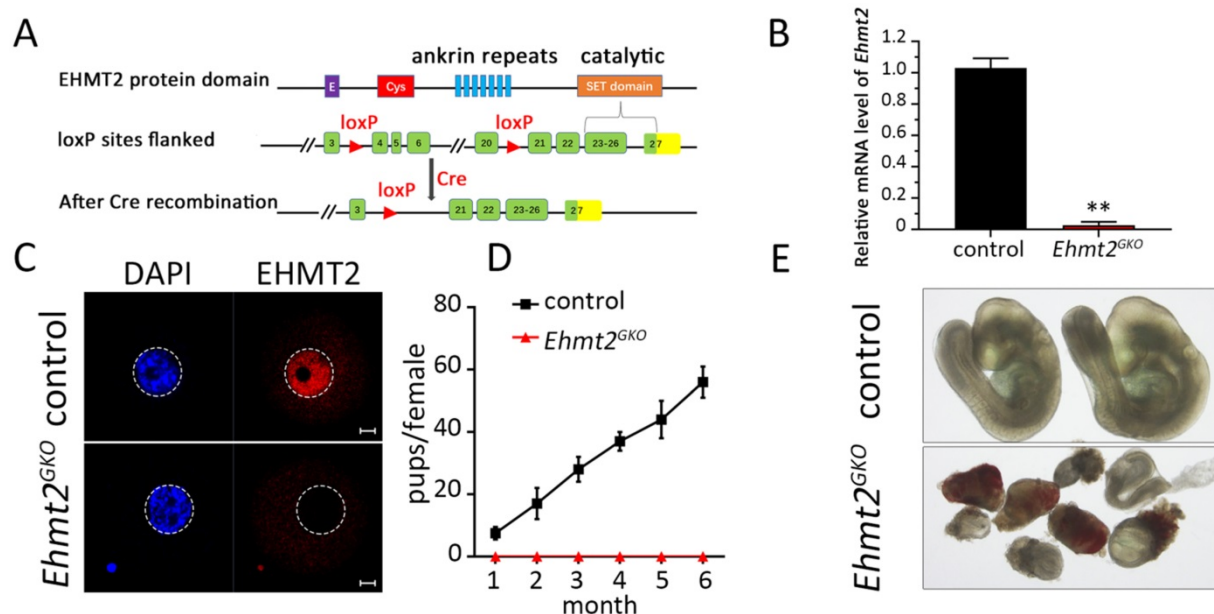 A
ankrin repeats
catalytic
EHMT2 protein domain
E
Cys
SET domain
loxP sites flanked
loxP
loxP
3
4
5
6
20
21
22
23-26
27
Cre
After Cre recombination
loxP
3
21
22
23-26
27
B
Relative mRNA level of Ehmt2
1.2
1.0
0.8
0.6
0.4
0.2
0
**
control
Ehmt2GKO
C
DAPI
EHMT2
control
Ehmt2GKO
D
control
Ehmt2GKO
pups/female
80
60
40
20
0
1 2 3 4 5 6
month
E
control
Ehmt2GKO